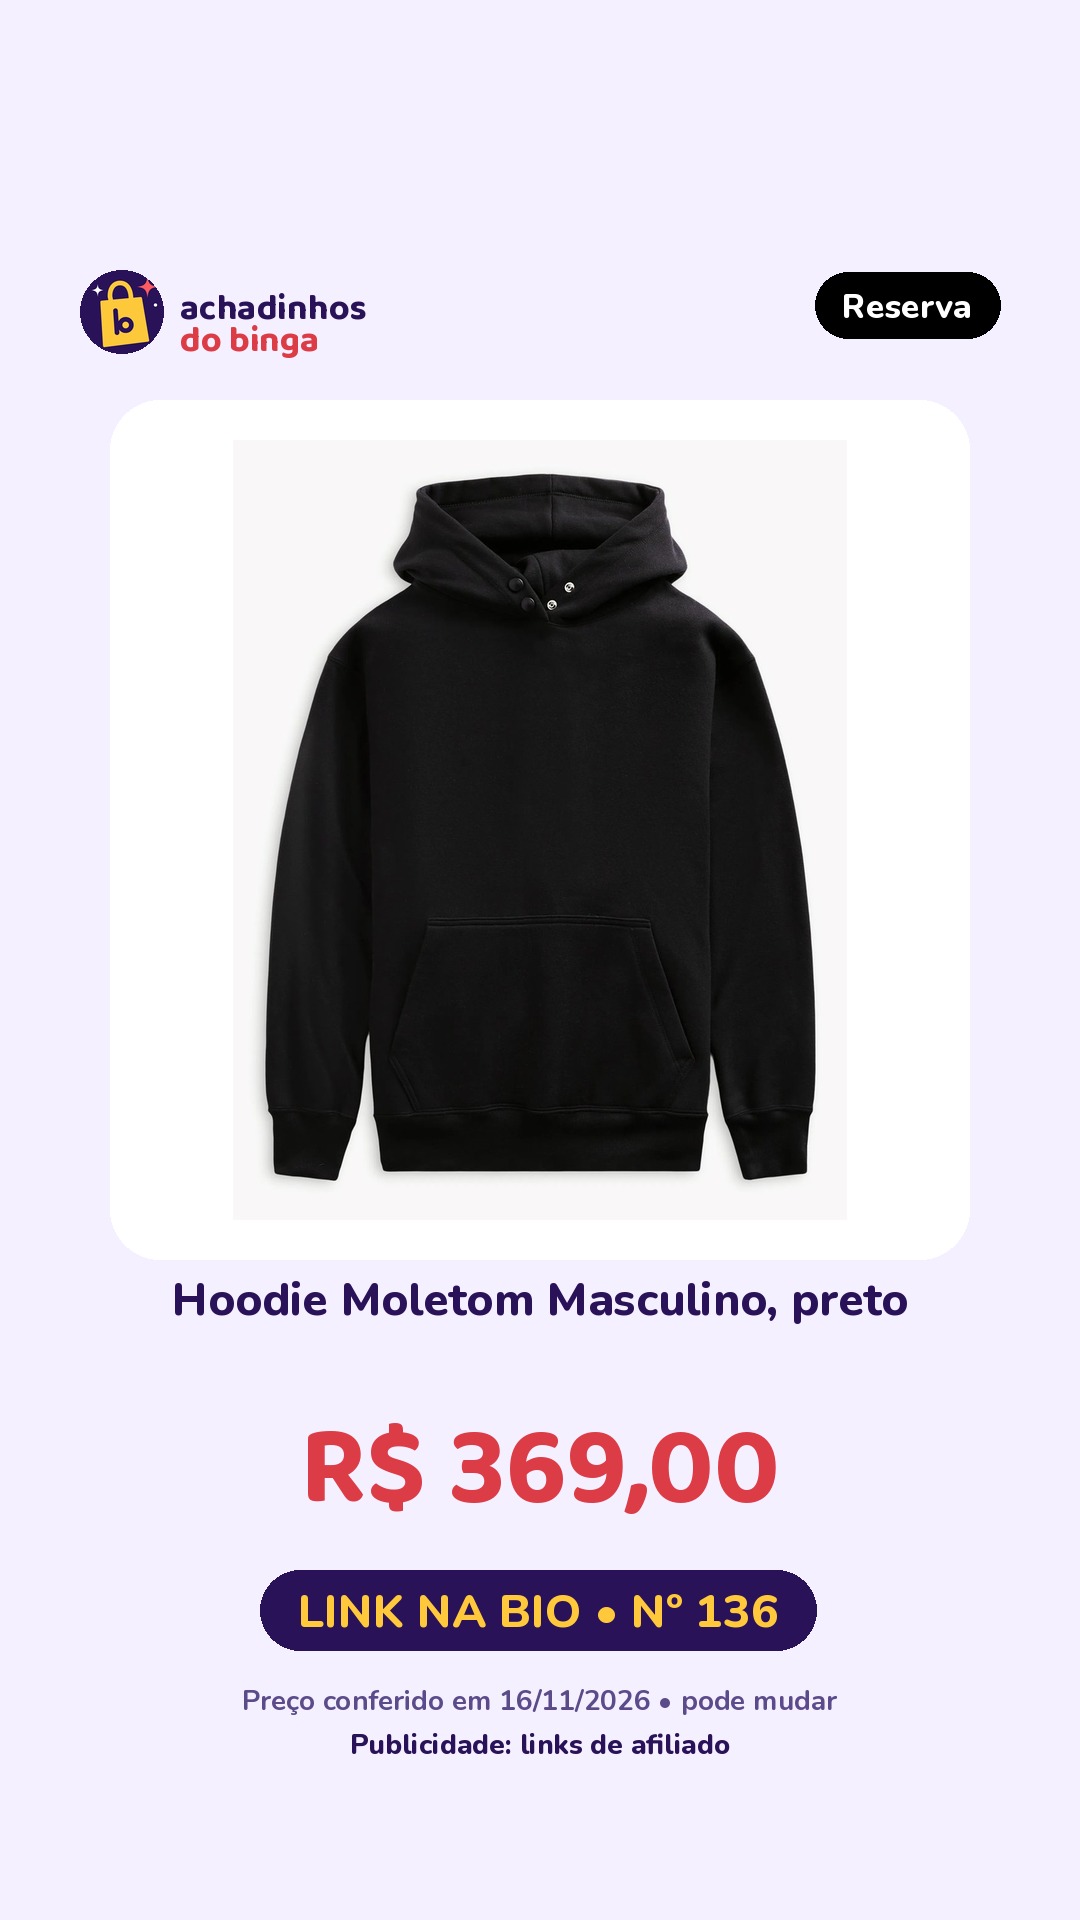 achadinhos
do binga
b
Reserva
Hoodie Moletom Masculino, preto
R$ 369,00
LINK NA BIO • Nº 136
Preço conferido em 16/11/2026 • pode mudar
Publicidade: links de afiliado